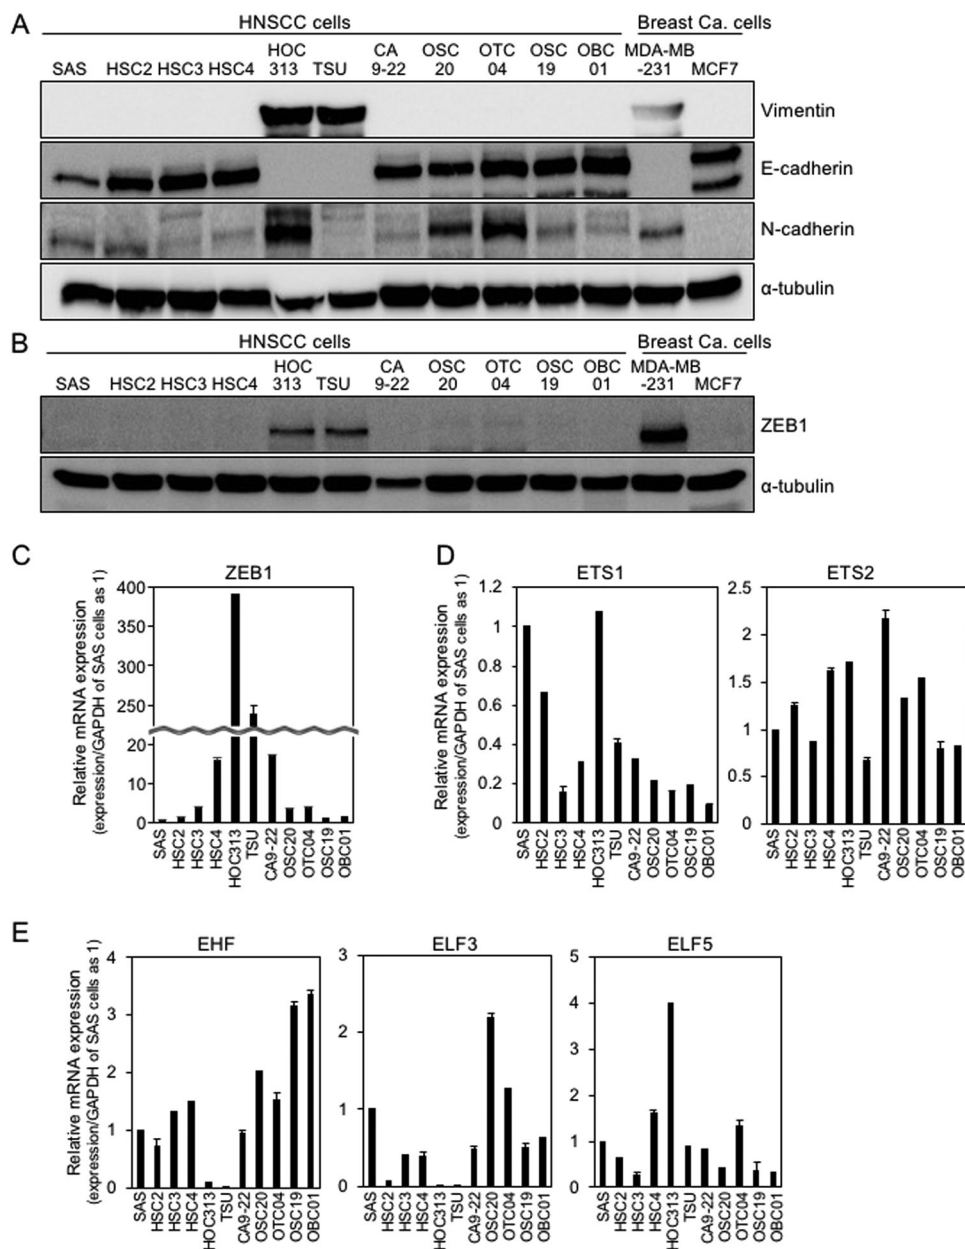 A
HNSCC cells
Breast Ca. cells
HOC CA OSC OTC OSC OBC MDA-MB
SAS HSC2 HSC3 HSC4 313 TSU 9-22 20 04 19 01 -231 MCF7
Vimentin
E-cadherin
N-cadherin
α-tubulin
B
HNSCC cells
Breast Ca. cells
HOC CA OSC OTC OSC OBC MDA-MB
SAS HSC2 HSC3 HSC4 313 TSU 9-22 20 04 19 01 -231 MCF7
ZEB1
α-tubulin
C
ZEB1
Relative mRNA expression
(expression/GAPDH of SAS cells as 1)
400
350
300
250
20
10
0
SAS
HSC2
HSC3
HSC4
HOC313
TSU
CA9-22
OSC20
OTC04
OSC19
OBC01
D
ETS1
Relative mRNA expression
(expression/GAPDH of SAS cells as 1)
1.2
1
0.8
0.6
0.4
0.2
0
SAS
HSC2
HSC3
HSC4
HOC313
TSU
CA9-22
OSC20
OTC04
OSC19
OBC01
ETS2
2.5
2
1.5
1
0.5
0
SAS
HSC2
HSC3
HSC4
HOC313
TSU
CA9-22
OSC20
OTC04
OSC19
OBC01
E
EHF
Relative mRNA expression
(expression/GAPDH of SAS cells as 1)
4
3
2
1
0
SAS
HSC2
HSC3
HSC4
HOC313
TSU
CA9-22
OSC20
OTC04
OSC19
OBC01
ELF3
3
2
1
0
SAS
HSC2
HSC3
HSC4
HOC313
TSU
CA9-22
OSC20
OTC04
OSC19
OBC01
ELF5
5
4
3
2
1
0
SAS
HSC2
HSC3
HSC4
HOC313
TSU
CA9-22
OSC20
OTC04
OSC19
OBC01